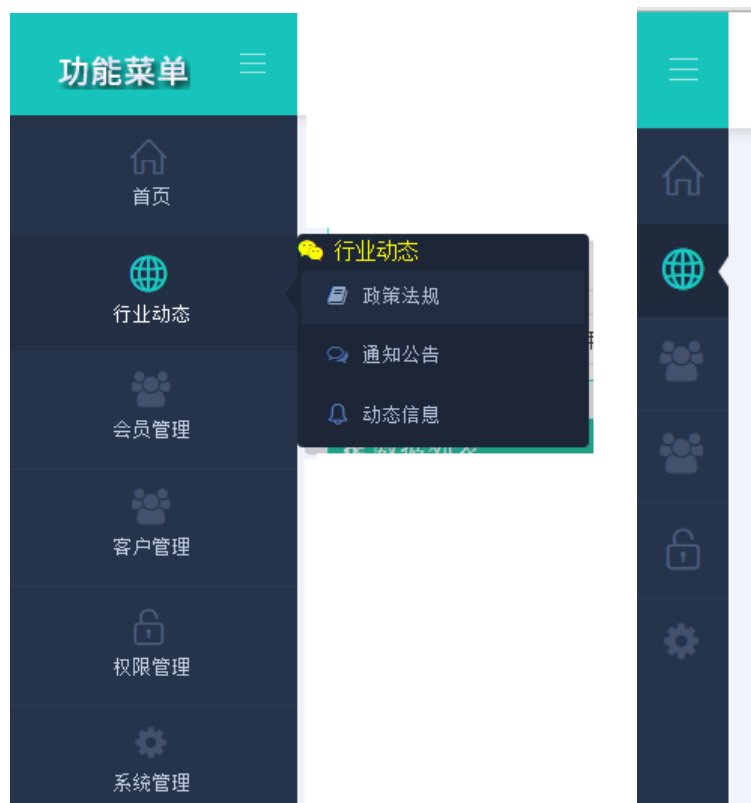 功能菜单
首页
行业动态
行业动态
政策法规
通知公告
动态信息
会员管理
客户管理
权限管理
系统管理